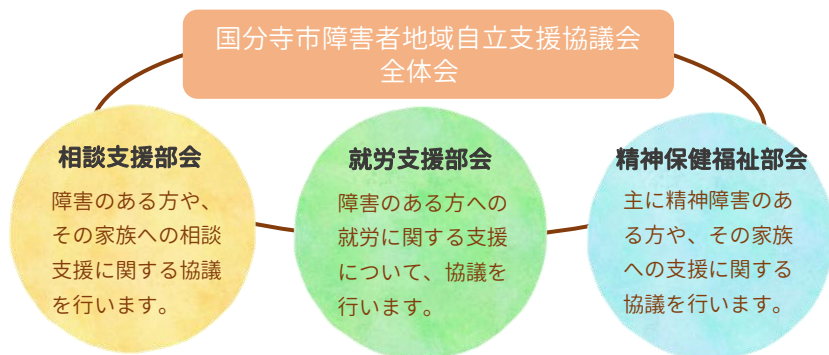 国分寺市障害者地域自立支援協議会
全体会
相談支援部会
障害のある方や、
その家族への相談
支援に関する協議
を行います。
就労支援部会
障害のある方への
就労に関する支援
について、協議を
行います。
精神保健福祉部会
主に精神障害のあ
る方や、その家族
への支援に関する
協議を行います。